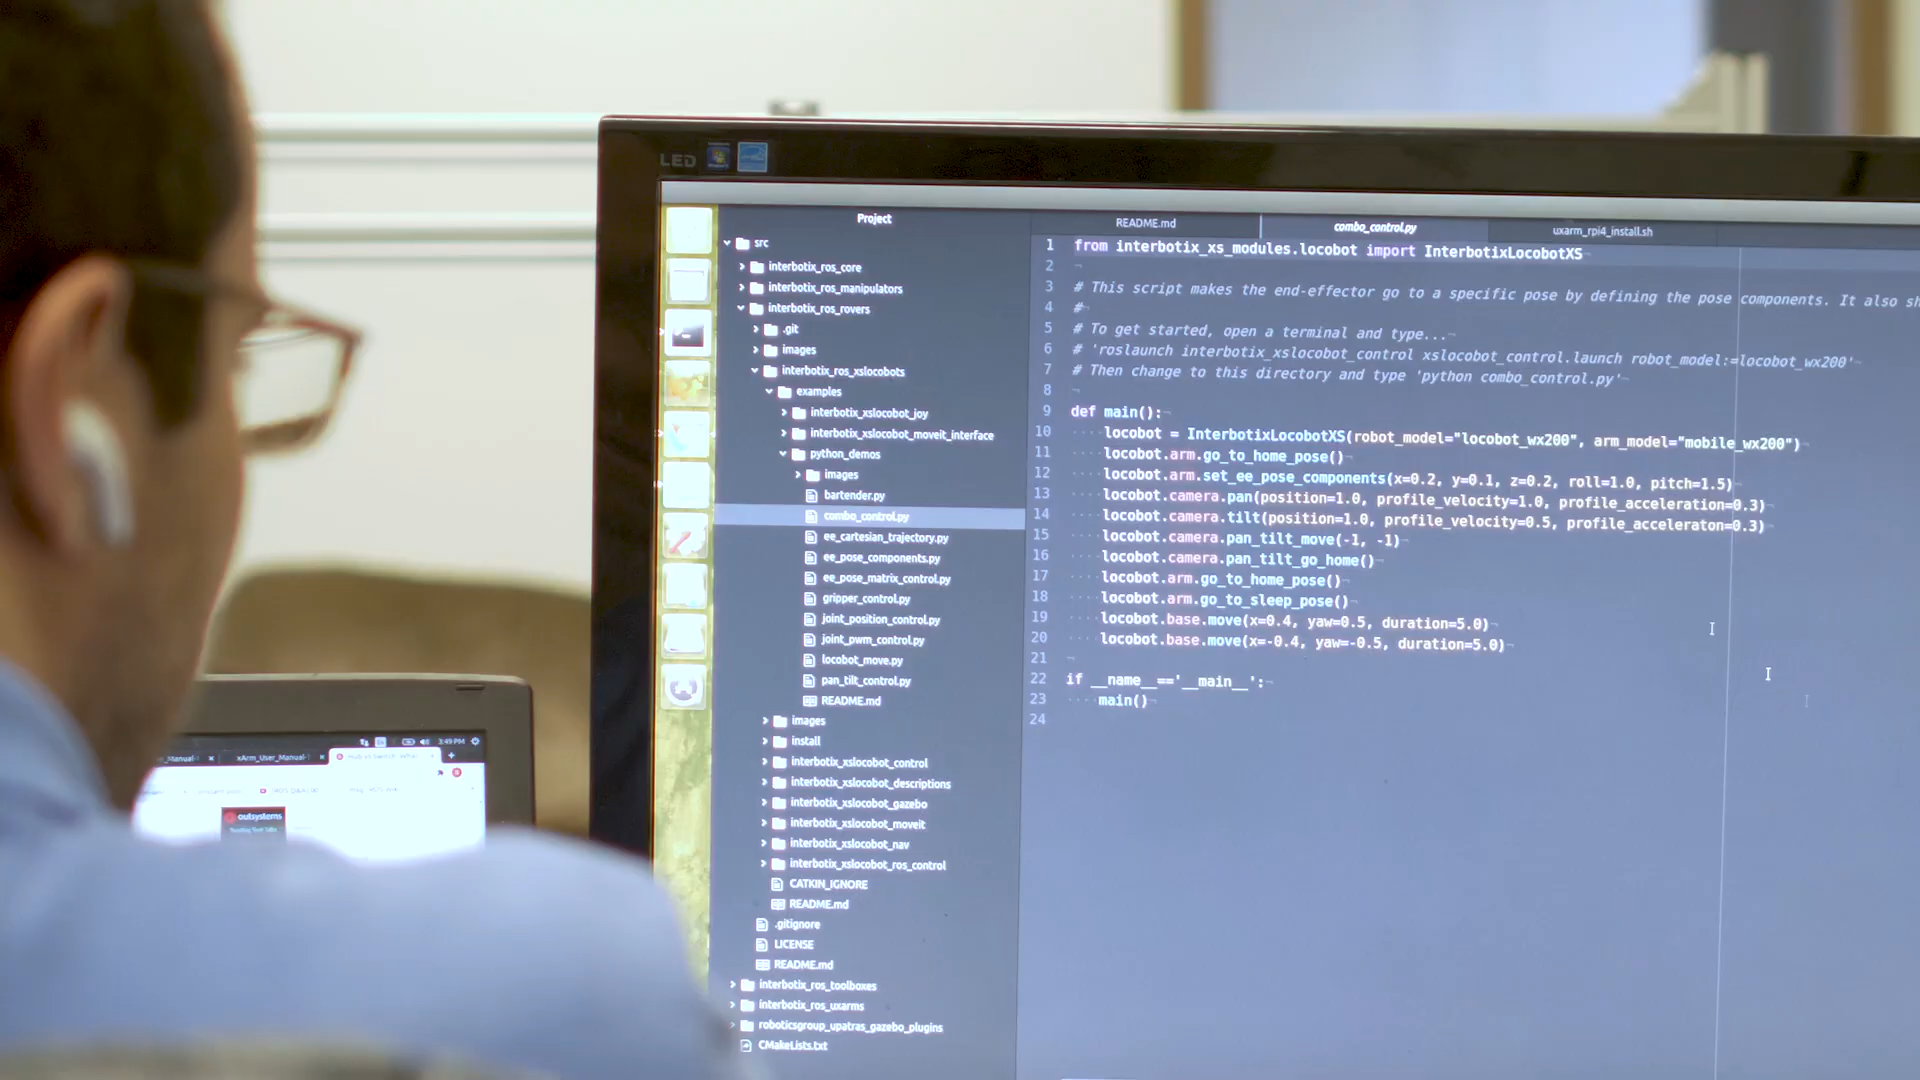 LED
Project
src
interbotix_ros_core
interbotix_ros_manipulators
interbotix_ros_rovers
.git
images
interbotix_ros_xslocobots
examples
interbotix_xslocobot_joy
interbotix_xslocobot_moveit_interface
python_demos
images
bartender.py
combo_control.py
ee_cartesian_trajectory.py
ee_pose_components.py
ee_pose_matrix_control.py
gripper_control.py
joint_position_control.py
joint_pwm_control.py
locobot_move.py
pan_tilt_control.py
README.md
images
install
interbotix_xslocobot_control
interbotix_xslocobot_descriptions
interbotix_xslocobot_gazebo
interbotix_xslocobot_moveit
interbotix_xslocobot_nav
interbotix_xslocobot_ros_control
CATKIN_IGNORE
README.md
.gitignore
LICENSE
README.md
interbotix_ros_toolboxes
interbotix_ros_uxarms
roboticsgroup_upatras_gazebo_plugins
CMakeLists.txt
README.md combo_control.py uxarm_rpi4_install.sh
1 from interbotix_xs_modules.locobot import InterbotixLocobotXS
2
3 # This script makes the end-effector go to a specific pose by defining the pose components. It also sh
4 #
5 # To get started, open a terminal and type...
6 # 'roslaunch interbotix_xslocobot_control xslocobot_control.launch robot_model:=locobot_wx200'
7 # Then change to this directory and type 'python combo_control.py'
8
9 def main():
10 locobot = InterbotixLocobotXS(robot_model="locobot_wx200", arm_model="mobile_wx200")
11 locobot.arm.go_to_home_pose()
12 locobot.arm.set_ee_pose_components(x=0.2, y=0.1, z=0.2, roll=1.0, pitch=1.5)
13 locobot.camera.pan(position=1.0, profile_velocity=1.0, profile_acceleration=0.3)
14 locobot.camera.tilt(position=1.0, profile_velocity=0.5, profile_acceleraton=0.3)
15 locobot.camera.pan_tilt_move(-1, -1)
16 locobot.camera.pan_tilt_go_home()
17 locobot.arm.go_to_home_pose()
18 locobot.arm.go_to_sleep_pose()
19 locobot.base.move(x=0.4, yaw=0.5, duration=5.0)
20 locobot.base.move(x=-0.4, yaw=-0.5, duration=5.0)
21
22 if __name__=='__main__':
23 main()
24
3:49 PM
_Manual- xArm_User_Manual-
outsystems